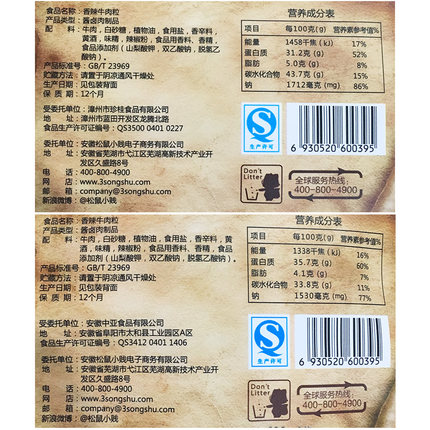 食品名称：香辣牛肉粒
产品类型：酱卤肉制品
配 料：牛肉，白砂糖，植物油，食用盐，香辛料，
黄酒，味精，辣椒粉，食品用香料，香精，
食品添加剂（山梨酸钾，双乙酸钠，脱氢乙
酸钠）
产品标准号：GB/T 23969
贮藏方法：请置于阴凉通风干燥处
生产日期：见包装背面
保 质 期：12个月
受委托单位：漳州市珍桂食品有限公司
地 址：漳州市蓝田开发区龙腾北路
食品生产许可证编号：QS3500 0401 0227
委托单位：安徽松鼠小贱电子商务有限公司
地 址：安徽省芜湖市弋江区芜湖高新技术产业开
发区久盛路8号
电 话：400-800-4900
网 店：www.3songshu.com
邮 箱：company@3songshu.com
新浪微博：@松鼠小贱
营养成分表
项目 每100克(g) 营养素参考值%
能量 1458千焦(kJ) 17%
蛋白质 31.2克(g) 52%
脂肪 5.0克(g) 8%
碳水化合物 43.7克(g) 15%
钠 1712毫克(mg) 86%
QS
生产许可
6 930520 600395
Don't
Litter
全球服务热线：
400-800-4900
食品名称：香辣牛肉粒
产品类型：酱卤肉制品
配 料：牛肉，白砂糖，植物油，食用盐，香辛料，黄
酒，味精，辣椒粉，食品用香料，香精，食
品添加剂（山梨酸钾，双乙酸钠，脱氢乙酸钠）
产品标准号：GB/T 23969
贮藏方法：请置于阴凉通风干燥处
生产日期：见包装背面
保 质 期：12个月
受委托单位：安徽中亚食品有限公司
地 址：安徽省阜阳市太和县工业园区A区
食品生产许可证编号：QS3412 0401 1406
委托单位：安徽松鼠小贱电子商务有限公司
地 址：安徽省芜湖市弋江区芜湖高新技术产业开
发区久盛路8号
电 话：400-800-4900
网 店：www.3songshu.com
邮 箱：company@3songshu.com
新浪微博：@松鼠小贱
营养成分表
项目 每100克(g) 营养素参考值%
能量 1338千焦(kJ) 16%
蛋白质 35.7克(g) 60%
脂肪 4.1克(g) 7%
碳水化合物 33.8克(g) 11%
钠 1530毫克(mg) 77%
QS
生产许可
6 930520 600395
Don't
Litter
全球服务热线：
400-800-4900